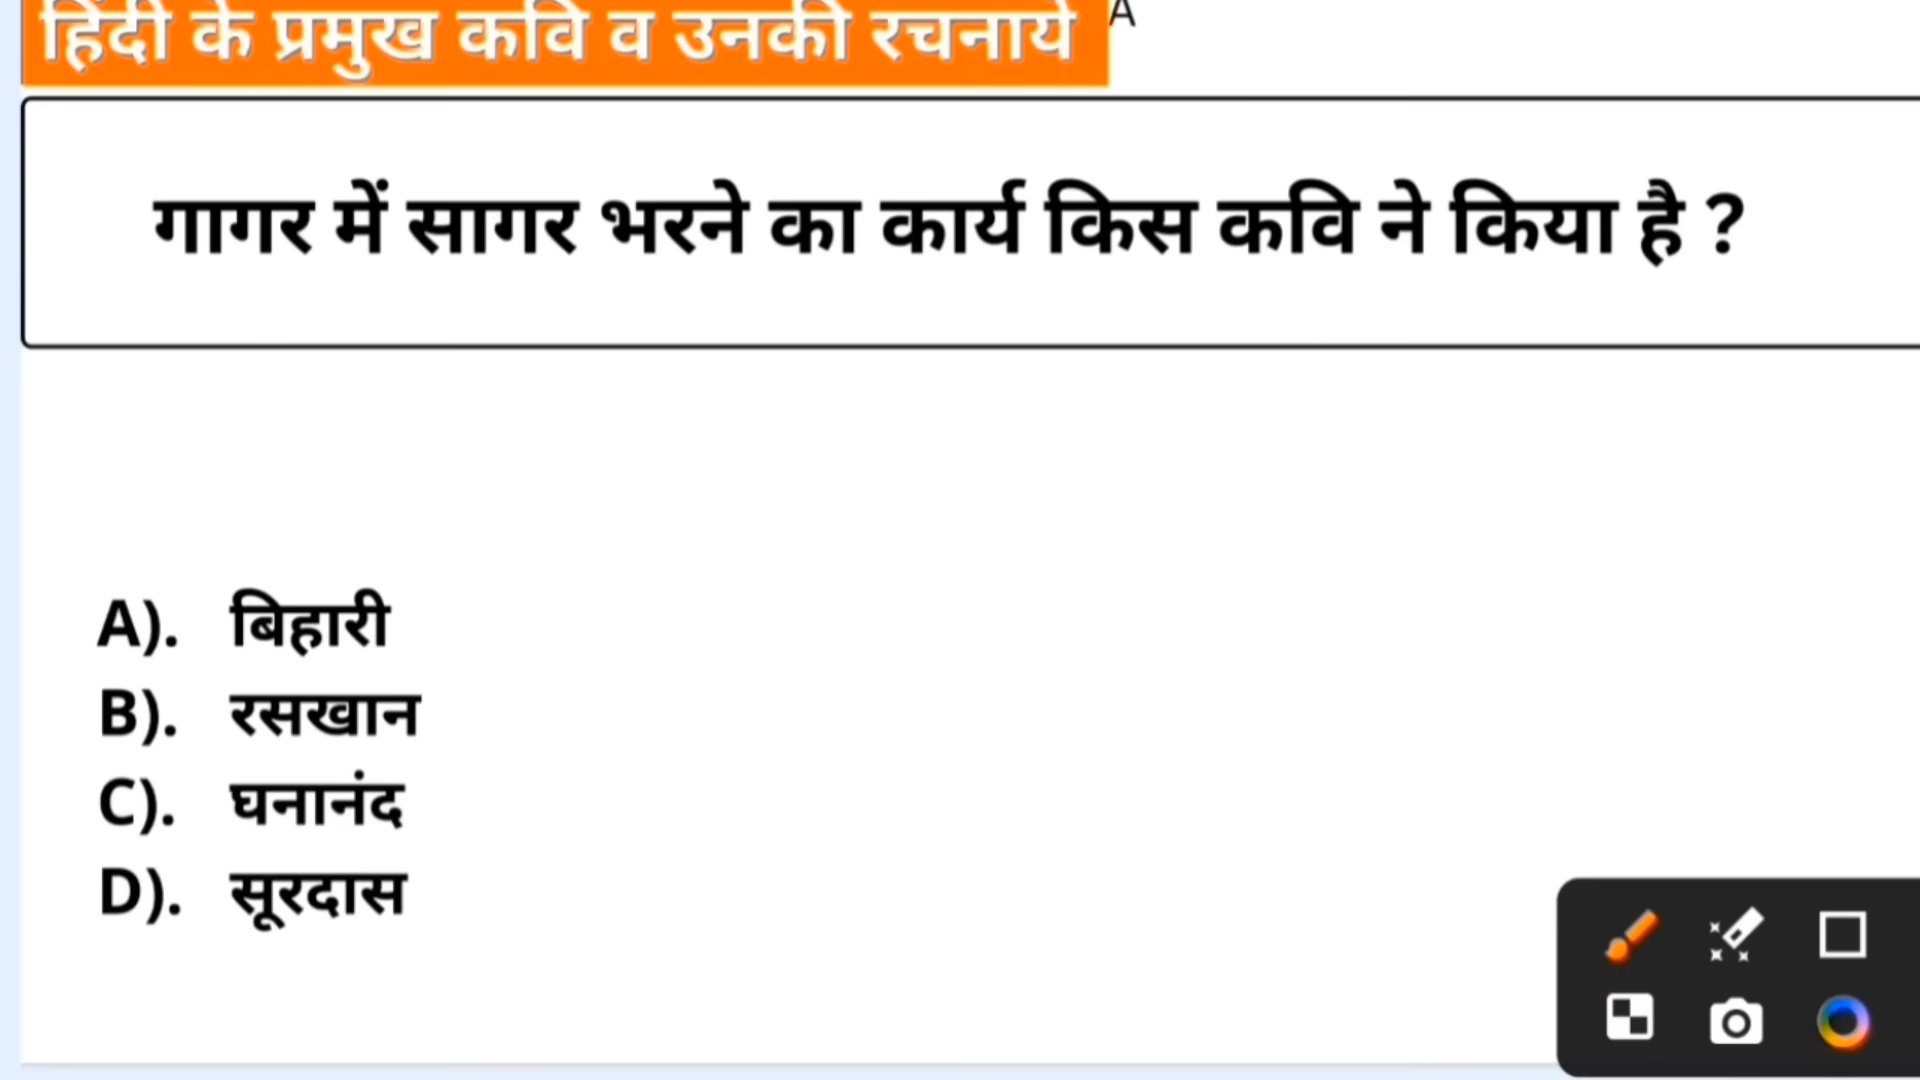 हिंदी के प्रमुख कवि व उनकी रचनाये
A
गागर में सागर भरने का कार्य किस कवि ने किया है ?
A). बिहारी
B). रसखान
C). घनानंद
D). सूरदास